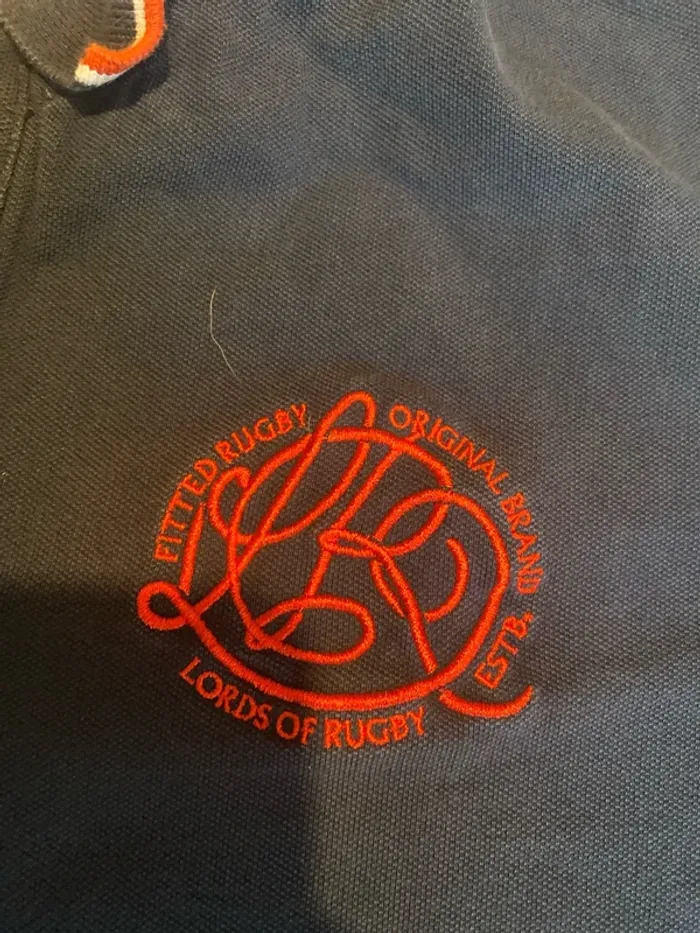 FITTED RUGBY
ORIGINAL BRAND
ESTB.
LORDS OF RUGBY